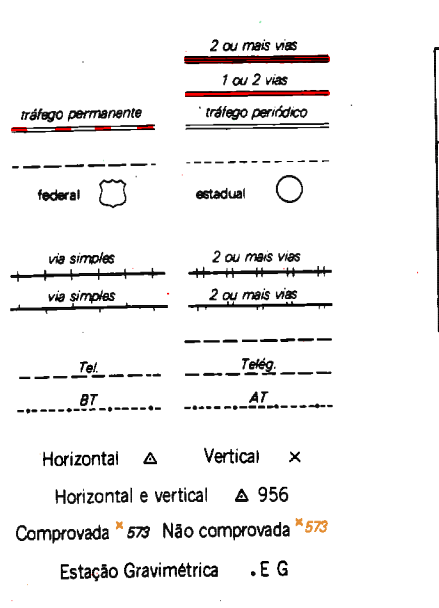 2 ou mais vias
1 ou 2 vias
tráfego permanente tráfego periódico
federal estadual
via simples 2 ou mais vias
via simples 2 ou mais vias
Tel. Telég.
BT AT
Horizontal Vertical
Horizontal e vertical 956
Comprovada × 573 Não comprovada × 573
Estação Gravimétrica . E G